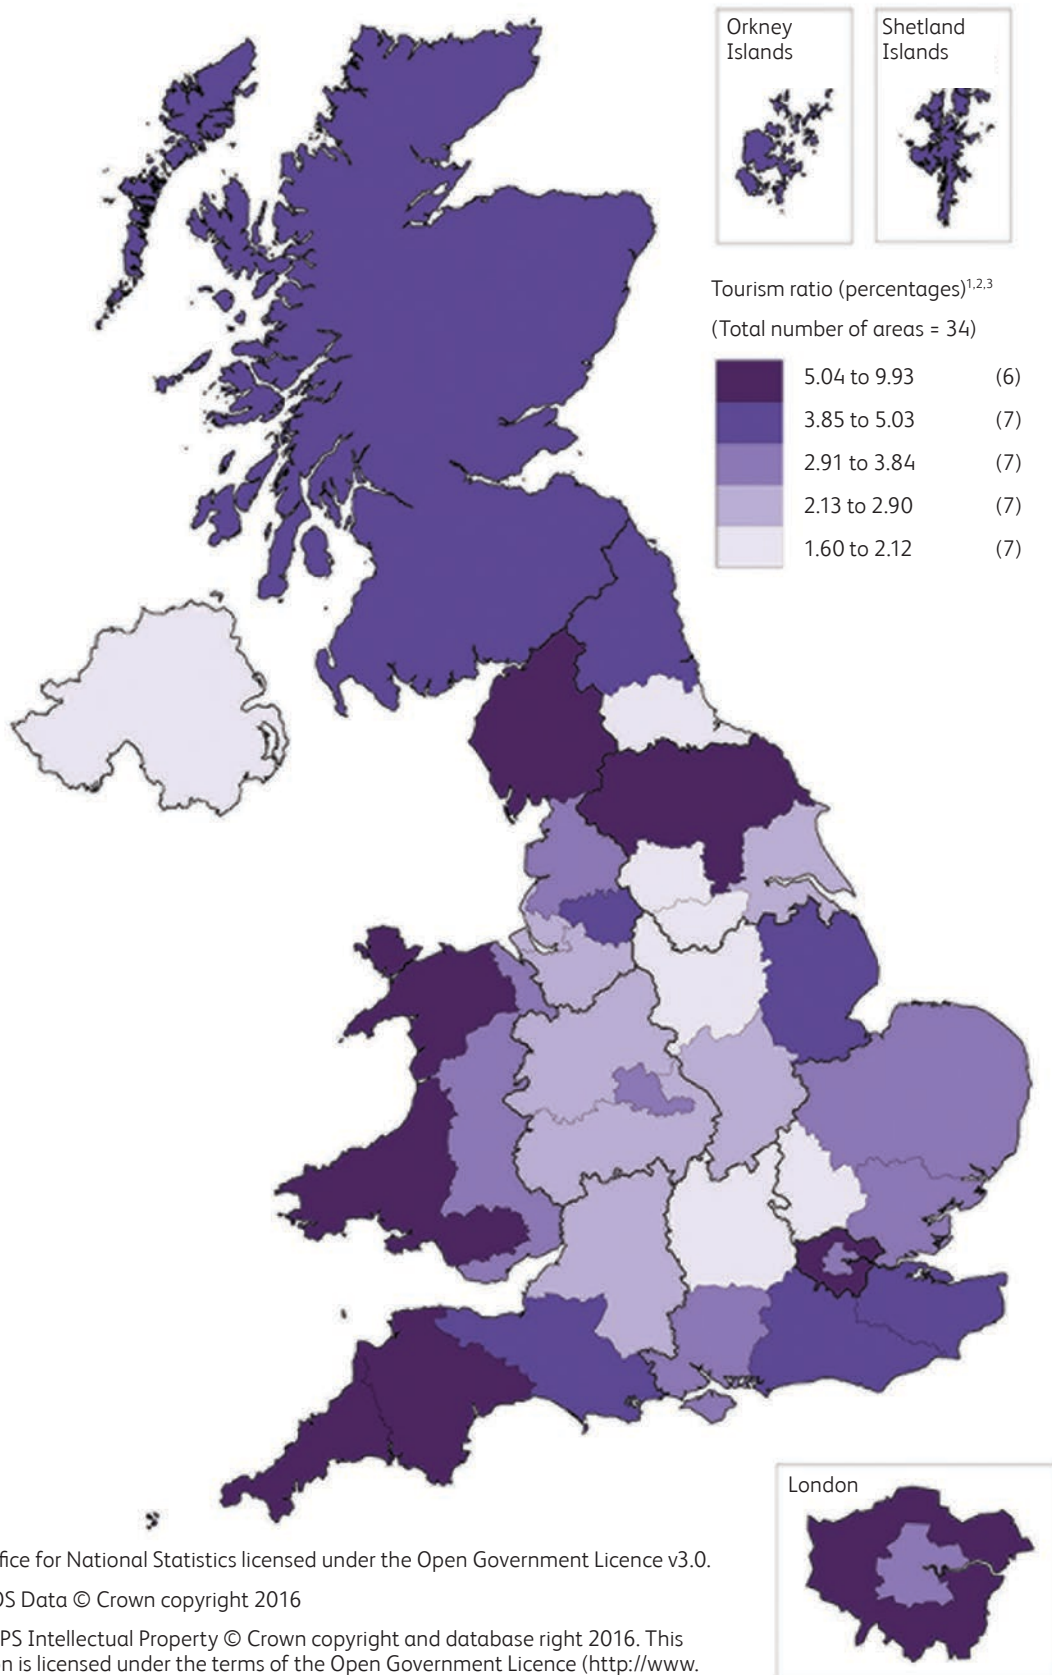 Orkney
Islands
Shetland
Islands
Tourism ratio (percentages)1,2,3
(Total number of areas = 34)
5.04 to 9.93 (6)
3.85 to 5.03 (7)
2.91 to 3.84 (7)
2.13 to 2.90 (7)
1.60 to 2.12 (7)
London
fice for National Statistics licensed under the Open Government Licence v3.0.
OS Data © Crown copyright 2016
PS Intellectual Property © Crown copyright and database right 2016. This
n is licensed under the terms of the Open Government Licence (http://www.